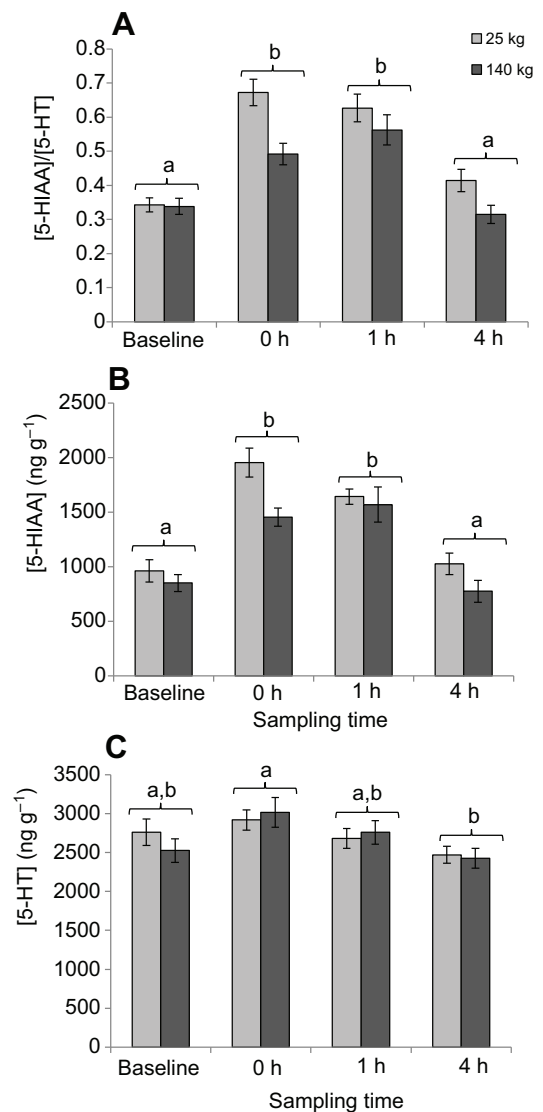 A
25 kg
140 kg
[5-HIAA]/[5-HT]
0.8
0.7
0.6
0.5
0.4
0.3
0.2
0.1
0
a
b
b
a
Baseline
0 h
1 h
4 h
B
[5-HIAA] (ng g⁻¹)
2500
2000
1500
1000
500
0
a
b
b
a
Baseline
0 h
1 h
4 h
Sampling time
C
[5-HT] (ng g⁻¹)
3500
3000
2500
2000
1500
1000
500
0
a,b
a
a,b
b
Baseline
0 h
1 h
4 h
Sampling time